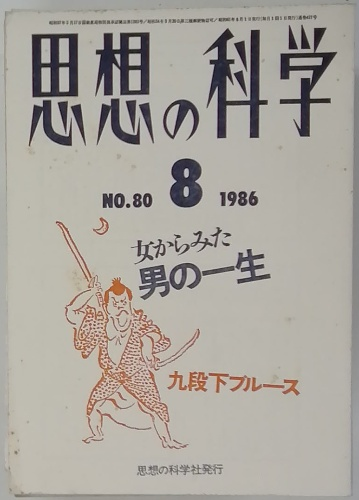 思想の科学
NO.80 8 1986
女からみた
男の一生
九段下ブルース
思想の科学社発行